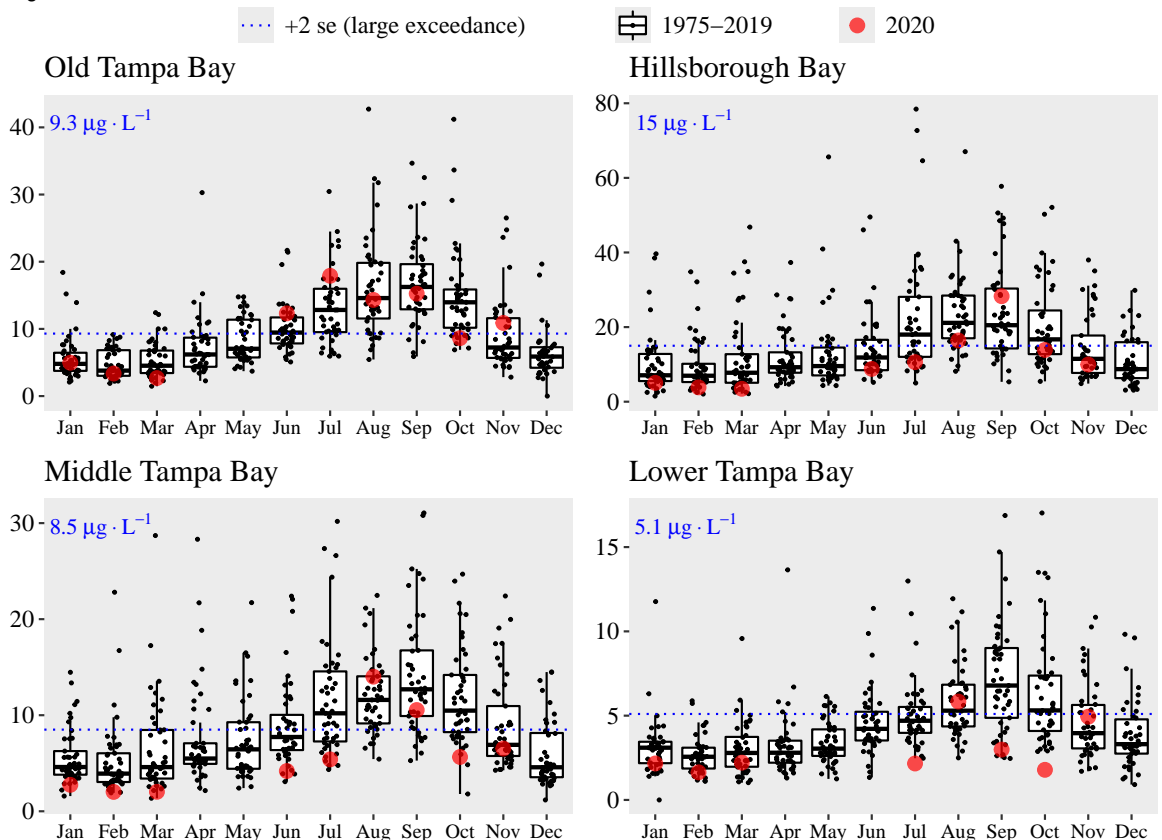 +2 se (large exceedance) 1975−2019 2020
Old Tampa Bay
9.3 μg · L⁻¹
40
30
20
10
0
Jan Feb Mar Apr May Jun Jul Aug Sep Oct Nov Dec
Hillsborough Bay
15 μg · L⁻¹
80
60
40
20
0
Jan Feb Mar Apr May Jun Jul Aug Sep Oct Nov Dec
Middle Tampa Bay
8.5 μg · L⁻¹
30
20
10
0
Jan Feb Mar Apr May Jun Jul Aug Sep Oct Nov Dec
Lower Tampa Bay
5.1 μg · L⁻¹
15
10
5
0
Jan Feb Mar Apr May Jun Jul Aug Sep Oct Nov Dec